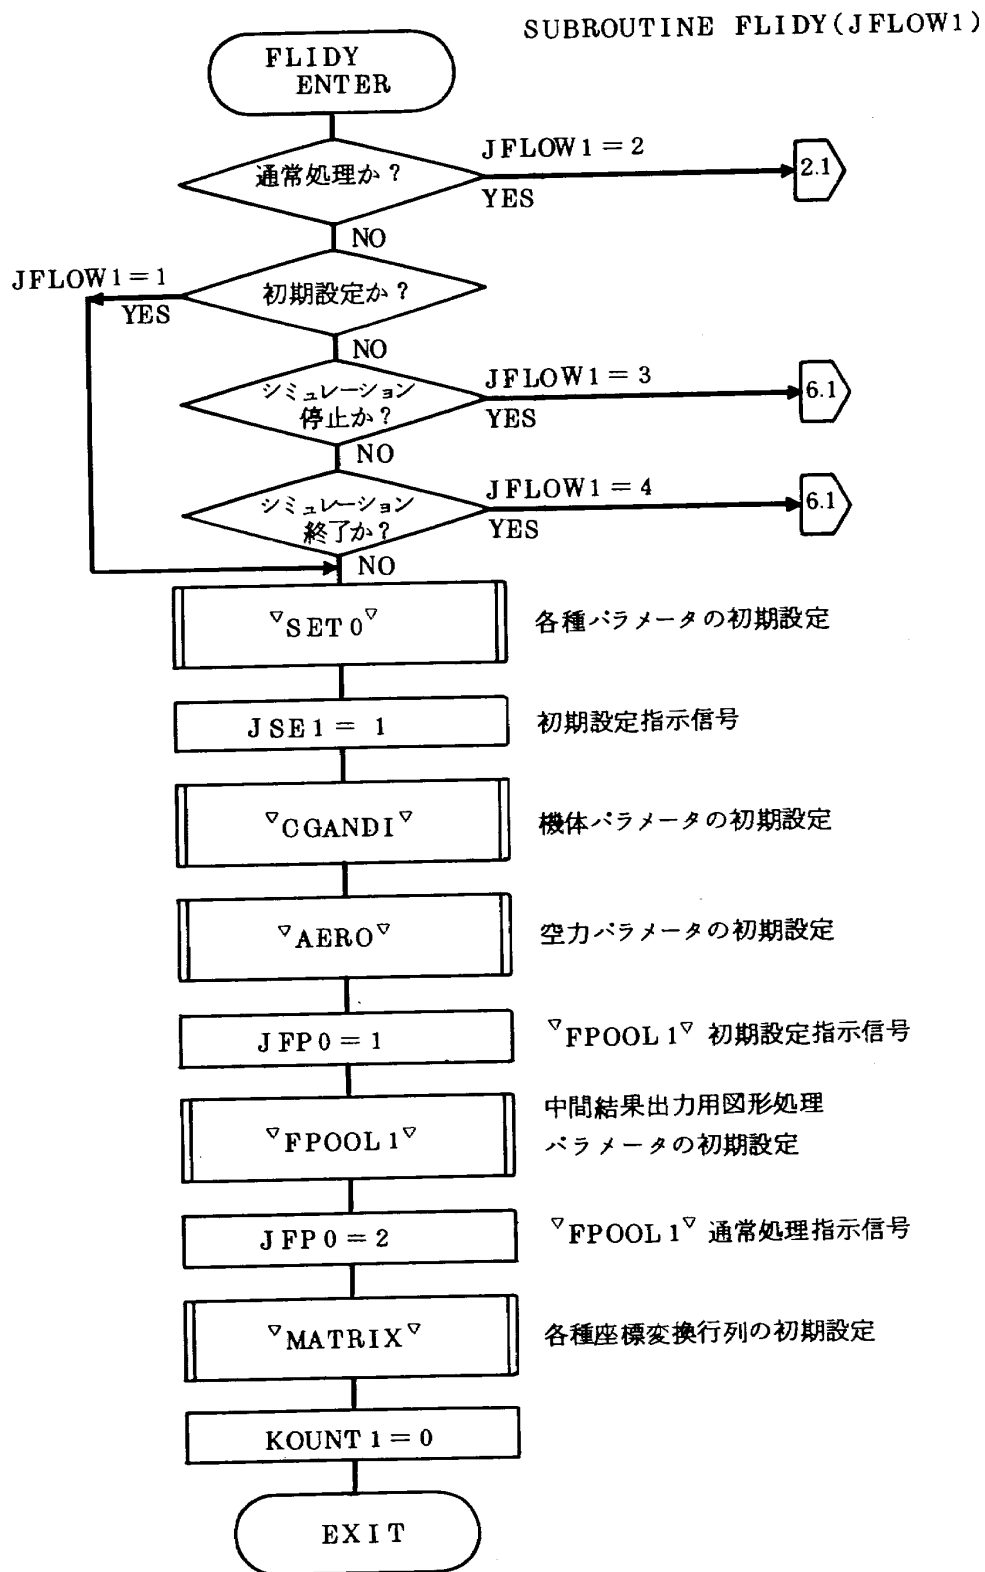 SUBROUTINE FLIDY(JFLOW1)
FLIDY
ENTER
通常処理か?
JFLOW1=2
YES
2.1
NO
JFLOW1=1
YES
初期設定か?
NO
シミュレーション
停止か?
JFLOW1=3
YES
6.1
NO
シミュレーション
終了か?
JFLOW1=4
YES
6.1
NO
▽SET0▽
各種パラメータの初期設定
JSE1=1
初期設定指示信号
▽CGANDI▽
機体パラメータの初期設定
▽AERO▽
空力パラメータの初期設定
JFP0=1
▽FPOOL1▽ 初期設定指示信号
▽FPOOL1▽
中間結果出力用図形処理
パラメータの初期設定
JFP0=2
▽FPOOL1▽ 通常処理指示信号
▽MATRIX▽
各種座標変換行列の初期設定
KOUNT1=0
EXIT